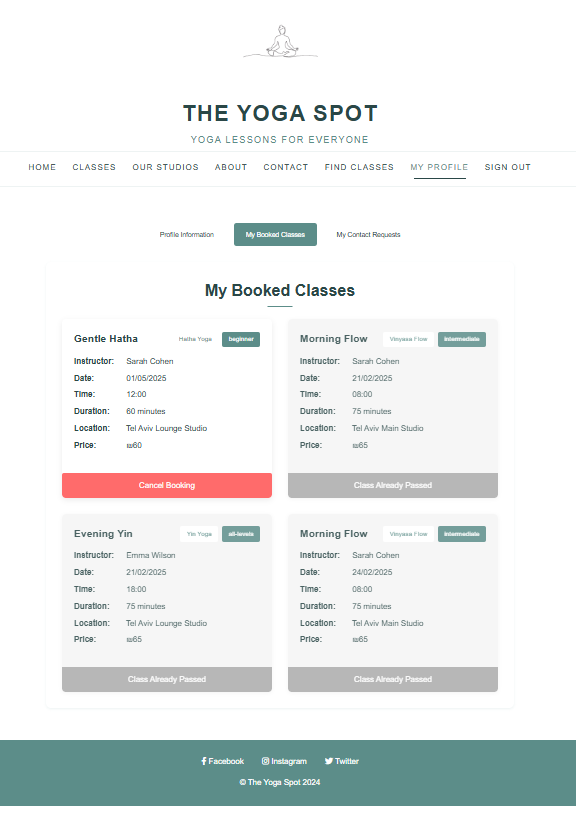 THE YOGA SPOT
YOGA LESSONS FOR EVERYONE
HOME CLASSES OUR STUDIOS ABOUT CONTACT FIND CLASSES MY PROFILE SIGN OUT
Profile Information My Booked Classes My Contact Requests
My Booked Classes
Gentle Hatha Hatha Yoga beginner
Instructor: Sarah Cohen
Date: 01/05/2025
Time: 12:00
Duration: 60 minutes
Location: Tel Aviv Lounge Studio
Price: ₪60
Cancel Booking
Morning Flow Vinyasa Flow intermediate
Instructor: Sarah Cohen
Date: 21/02/2025
Time: 08:00
Duration: 75 minutes
Location: Tel Aviv Main Studio
Price: ₪65
Class Already Passed
Evening Yin Yin Yoga all-levels
Instructor: Emma Wilson
Date: 21/02/2025
Time: 18:00
Duration: 75 minutes
Location: Tel Aviv Lounge Studio
Price: ₪65
Class Already Passed
Morning Flow Vinyasa Flow intermediate
Instructor: Sarah Cohen
Date: 24/02/2025
Time: 08:00
Duration: 75 minutes
Location: Tel Aviv Main Studio
Price: ₪65
Class Already Passed
Facebook Instagram Twitter
© The Yoga Spot 2024